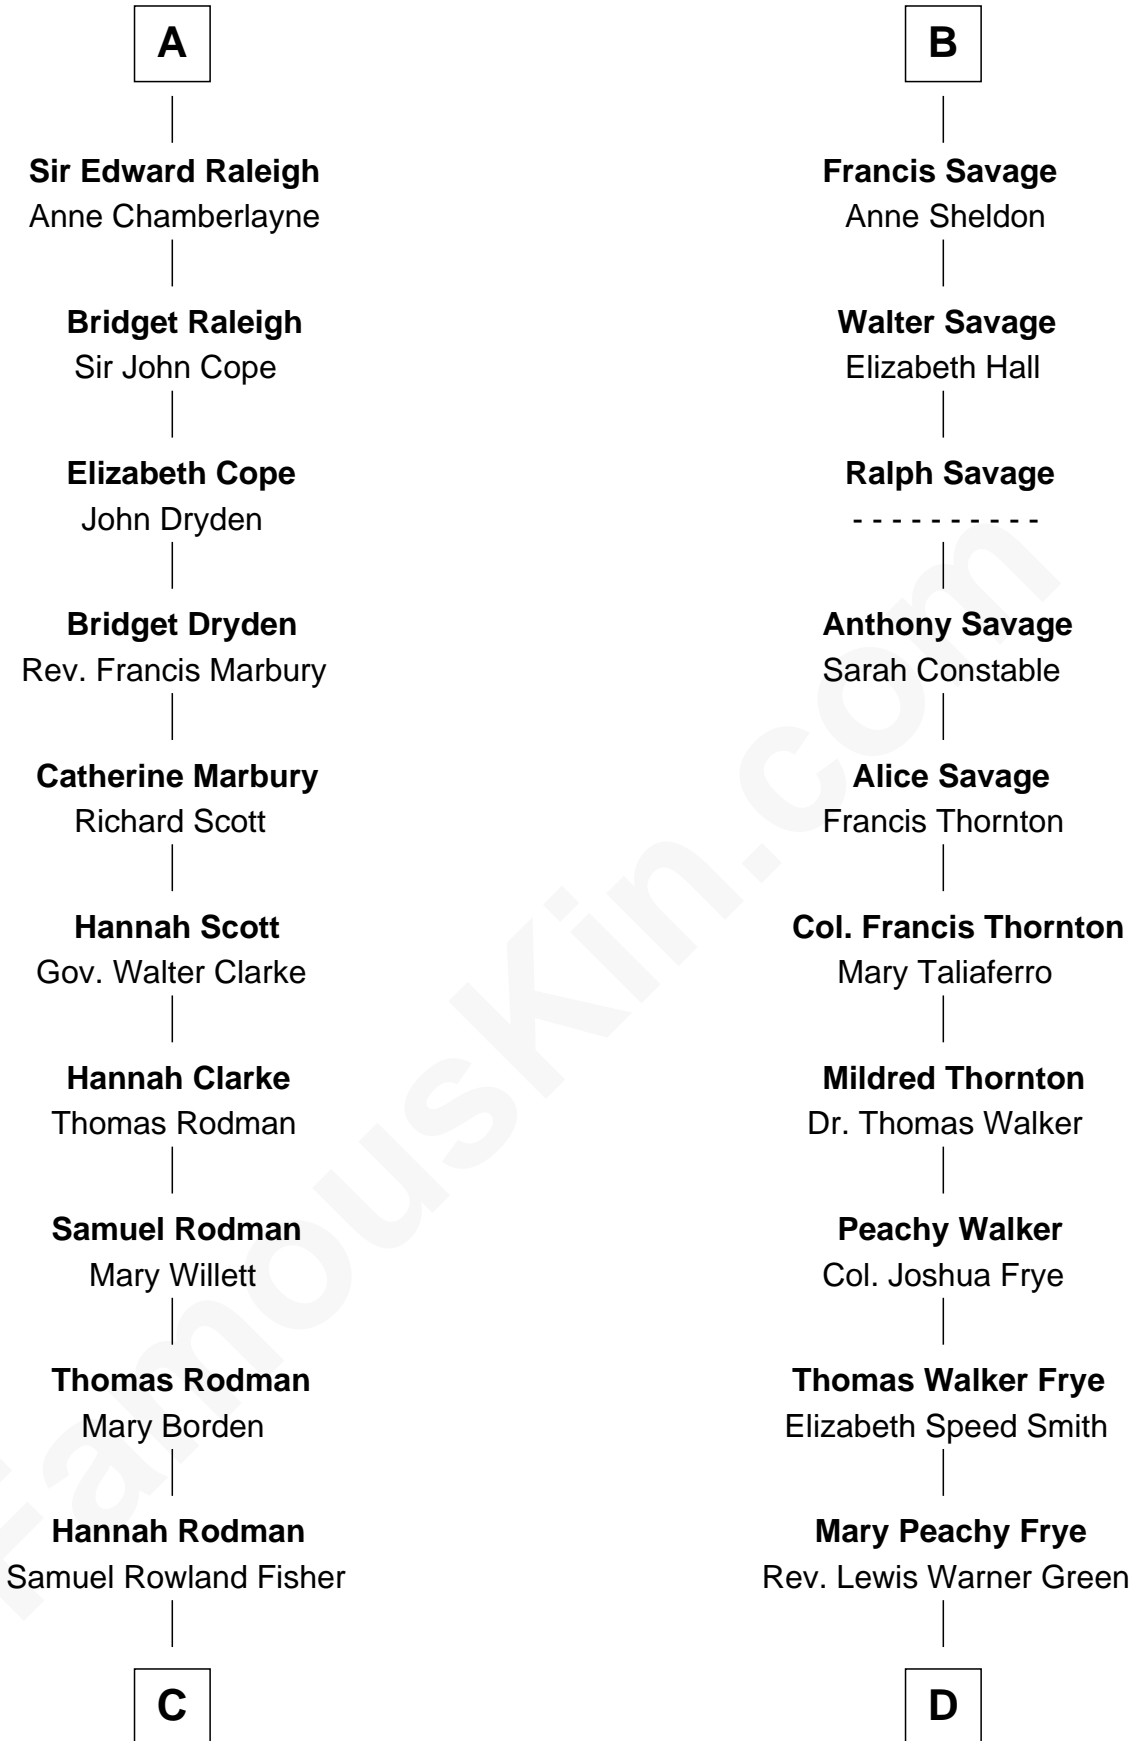 A
Sir Edward Raleigh
Anne Chamberlayne
Bridget Raleigh
Sir John Cope
Elizabeth Cope
John Dryden
Bridget Dryden
Rev. Francis Marbury
Catherine Marbury
Richard Scott
Hannah Scott
Gov. Walter Clarke
Hannah Clarke
Thomas Rodman
Samuel Rodman
Mary Willett
Thomas Rodman
Mary Borden
Hannah Rodman
Samuel Rowland Fisher
C
B
Francis Savage
Anne Sheldon
Walter Savage
Elizabeth Hall
Ralph Savage
- - - - - - - - - -
Anthony Savage
Sarah Constable
Alice Savage
Francis Thornton
Col. Francis Thornton
Mary Taliaferro
Mildred Thornton
Dr. Thomas Walker
Peachy Walker
Col. Joshua Frye
Thomas Walker Frye
Elizabeth Speed Smith
Mary Peachy Frye
Rev. Lewis Warner Green
D
FamousKin.com